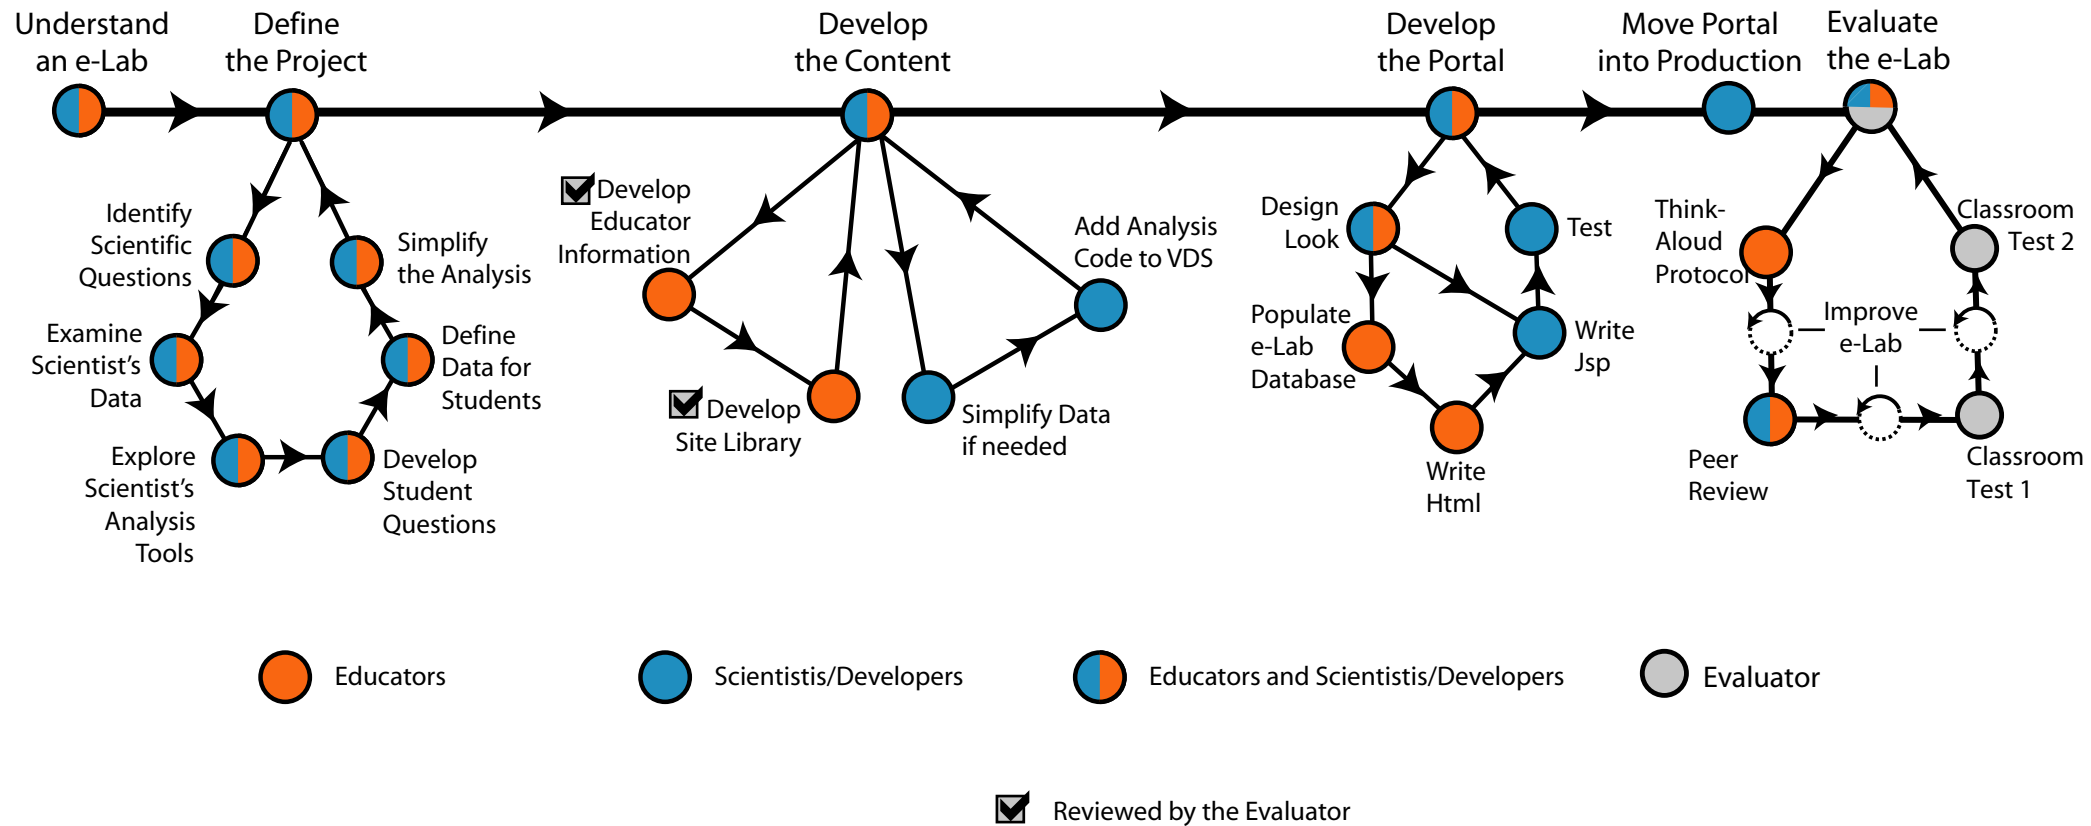 Understand
an e-Lab
Define
the Project
Develop
the Content
Develop
the Portal
Move Portal
into Production
Evaluate
the e-Lab
Identify
Scientific
Questions
Simplify
the Analysis
Examine
Scientist's
Data
Define
Data for
Students
Explore
Scientist's
Analysis
Tools
Develop
Student
Questions
Develop
Educator
Information
Develop
Site Library
Simplify Data
if needed
Add Analysis
Code to VDS
Design
Look
Test
Populate
e-Lab
Database
Write
Jsp
Write
Html
Think-
Aloud
Protocol
Classroom
Test 2
Improve
e-Lab
Peer
Review
Classroom
Test 1
Educators
Scientistis/Developers
Educators and Scientistis/Developers
Evaluator
Reviewed by the Evaluator